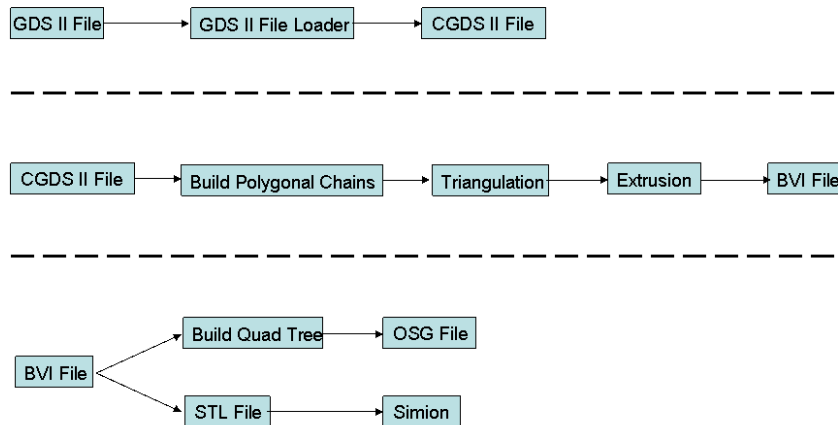 GDS II File
GDS II File Loader
CGDS II File
CGDS II File
Build Polygonal Chains
Triangulation
Extrusion
BVI File
BVI File
Build Quad Tree
OSG File
STL File
Simion